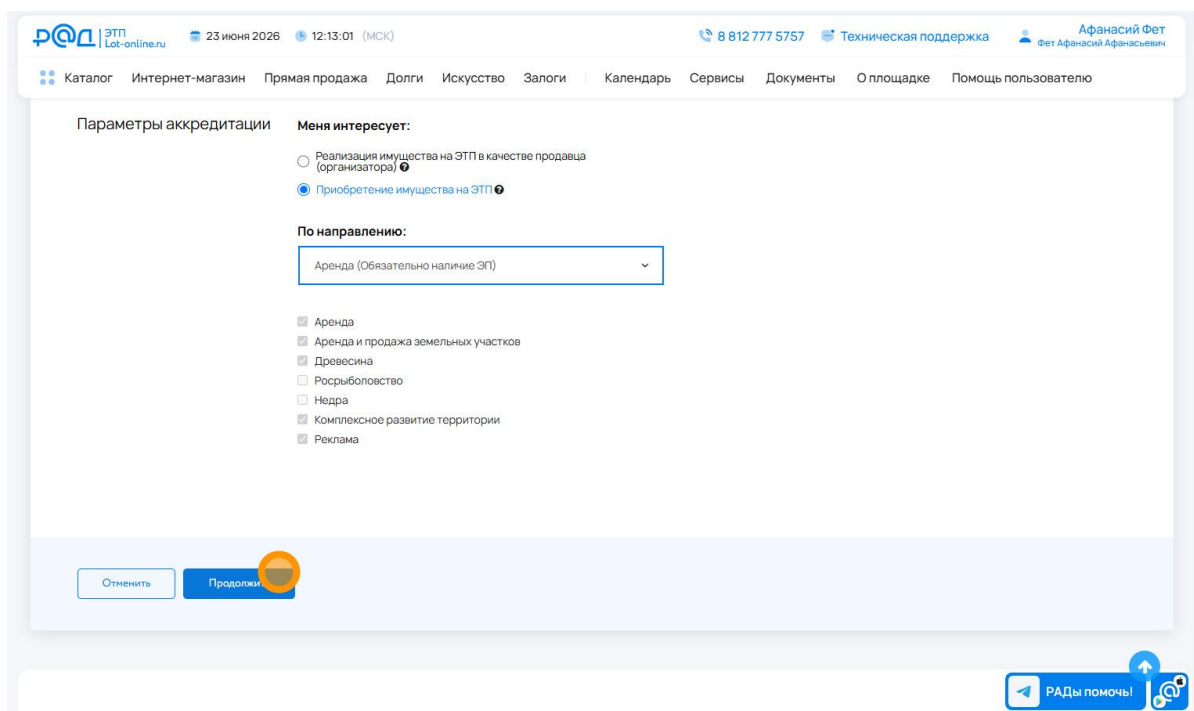 РАД ЭТП Lot-online.ru 23 июня 2026 12:13:01 (МСК) 8 812 777 5757 Техническая поддержка Афанасий Фет
Фет Афанасий Афанасьевич
Каталог Интернет-магазин Прямая продажа Долги Искусство Залоги Календарь Сервисы Документы О площадке Помощь пользователю
Параметры аккредитации
Меня интересует:
Реализация имущества на ЭТП в качестве продавца
(организатора)
Приобретение имущества на ЭТП
По направлению:
Аренда (Обязательно наличие ЭП)
Аренда
Аренда и продажа земельных участков
Древесина
Росрыболовство
Недра
Комплексное развитие территории
Реклама
Отменить
РАДы помочь!